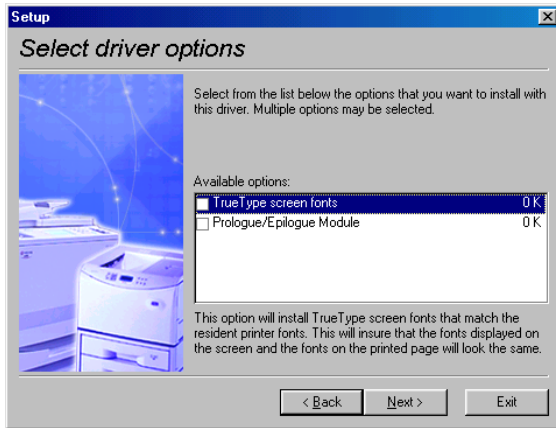 Setup
Select driver options
Select from the list below the options that you want to install with
this driver. Multiple options may be selected.
Available options:
TrueType screen fonts 0 K
Prologue/Epilogue Module 0 K
This option will install TrueType screen fonts that match the
resident printer fonts. This will insure that the fonts displayed on
the screen and the fonts on the printed page will look the same.
< Back Next > Exit